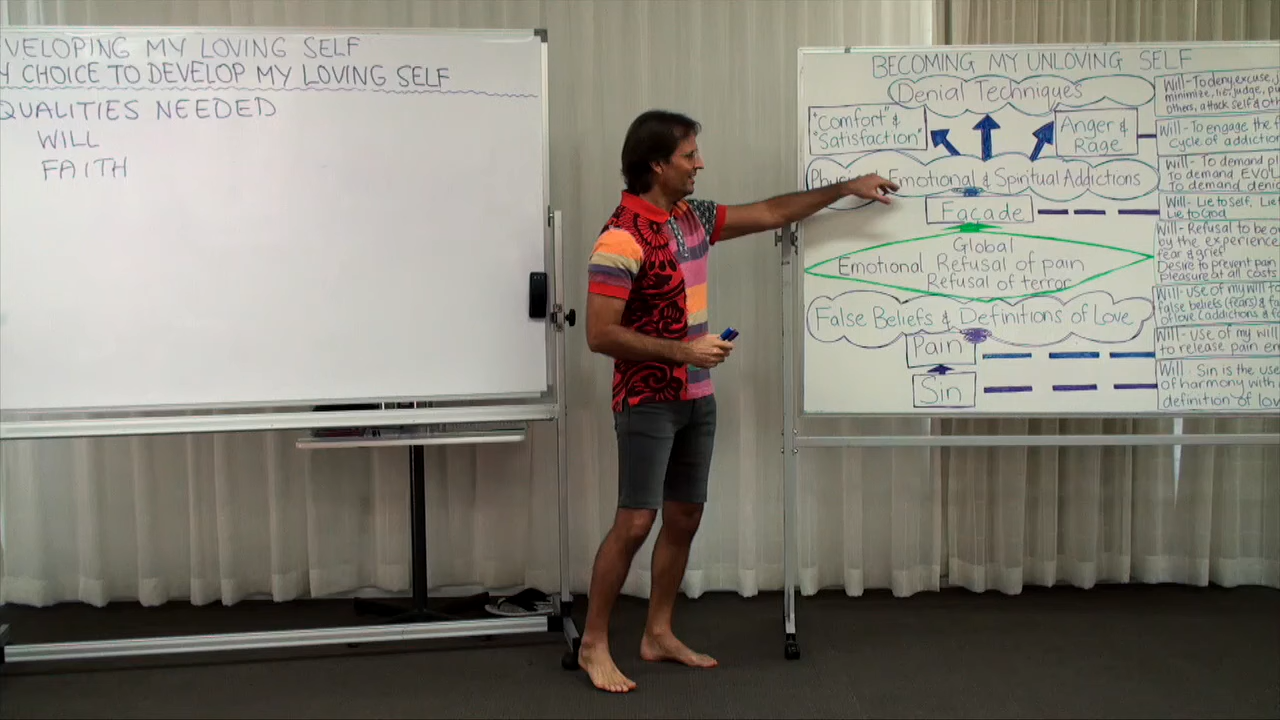 VELOPING MY LOVING SELF
Y CHOICE TO DEVELOP MY LOVING SELF
QUALITIES NEEDED
WILL
FAITH
BECOMING MY UNLOVING SELF
Denial Techniques
"Comfort" &
"Satisfaction"
Anger &
Rage
Emotional & Spiritual Addictions
Façade
Global
Emotional Refusal of pain
Refusal of terror
False Beliefs & Definitions of Love
Pain
Sin
Will - To deny, excuse,
minimize, lie, judge,
others, attack self & oth
Will - To engage the
cycle of addiction
Will - To demand
To demand EVOL
To demand
Will - Lie to Self. Lie
Lie to God
Will - Refusal to be
by the experience
fear & grief
Desire to prevent pain
pleasure at all costs
Will - use of my will to
false beliefs (fears) &
of love (addictions &
Will - use of my will
to release pain
Will - Sin is the use
of harmony with
definition of